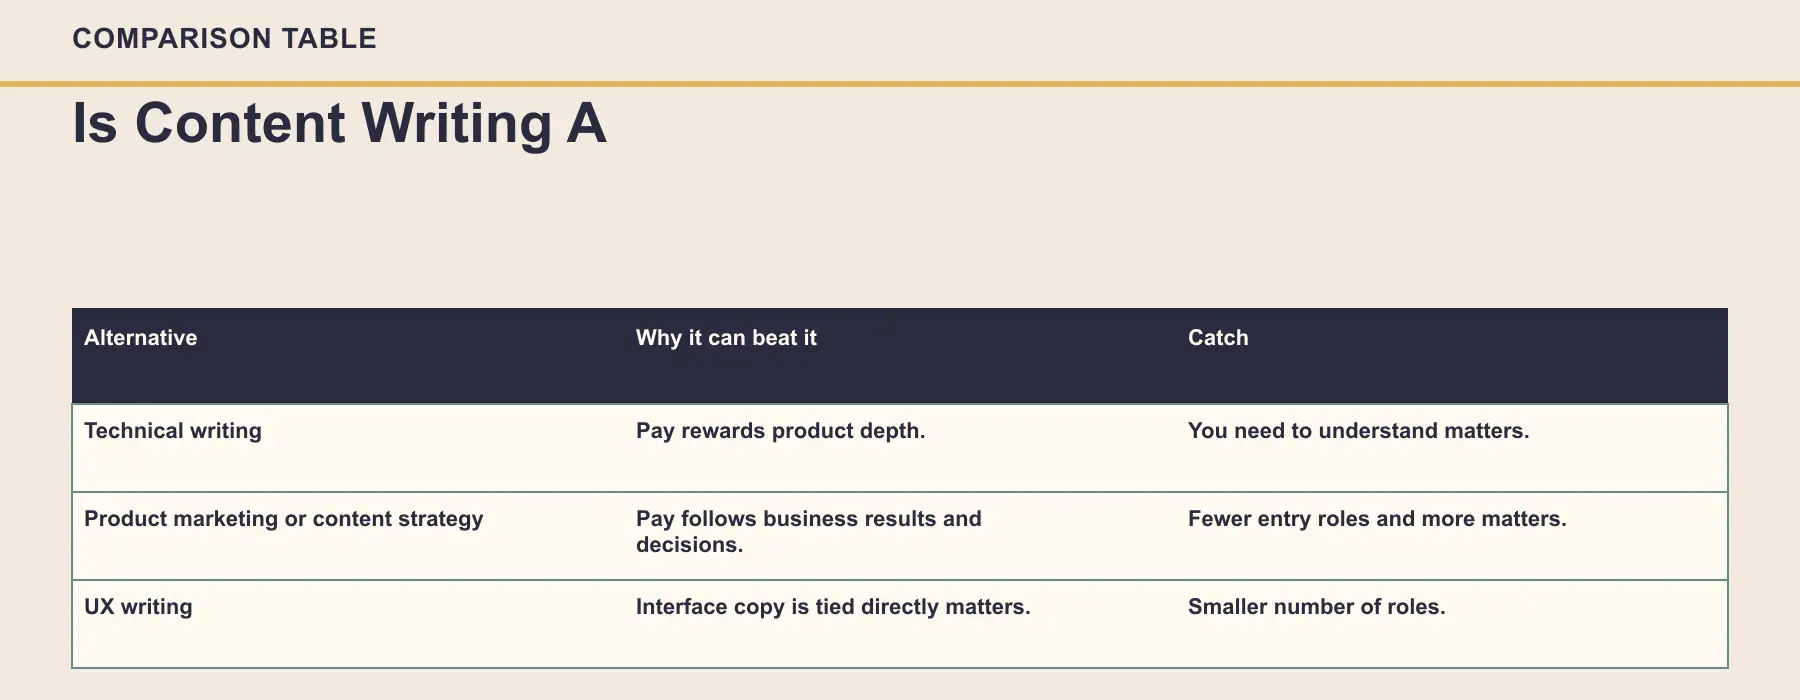 COMPARISON TABLE
Is Content Writing A
Alternative
Why it can beat it
Catch
Technical writing
Pay rewards product depth.
You need to understand matters.
Product marketing or content strategy
Pay follows business results and
decisions.
Fewer entry roles and more matters.
UX writing
Interface copy is tied directly matters.
Smaller number of roles.